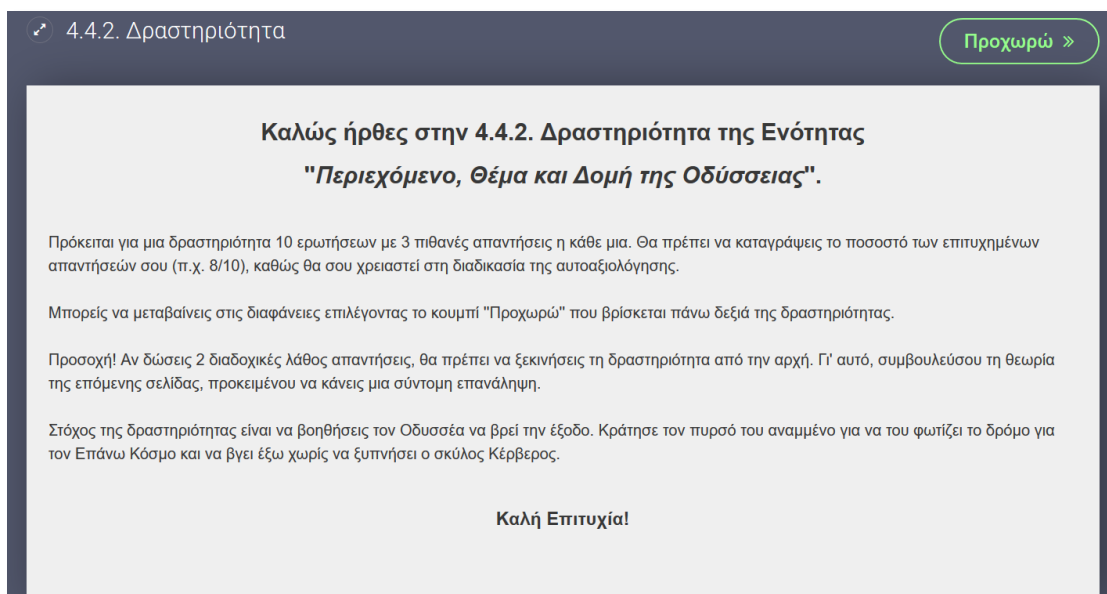 4.4.2. Δραστηριότητα
Προχωρώ »
Καλώς ήρθες στην 4.4.2. Δραστηριότητα της Ενότητας
"Περιεχόμενο, Θέμα και Δομή της Οδύσσειας".
Πρόκειται για μια δραστηριότητα 10 ερωτήσεων με 3 πιθανές απαντήσεις η κάθε μια. Θα πρέπει να καταγράψεις το ποσοστό των επιτυχημένων
απαντήσεών σου (π.χ. 8/10), καθώς θα σου χρειαστεί στη διαδικασία της αυτοαξιολόγησης.
Μπορείς να μεταβαίνεις στις διαφάνειες επιλέγοντας το κουμπί "Προχωρώ" που βρίσκεται πάνω δεξιά της δραστηριότητας.
Προσοχή! Αν δώσεις 2 διαδοχικές λάθος απαντήσεις, θα πρέπει να ξεκινήσεις τη δραστηριότητα από την αρχή. Γι' αυτό, συμβουλεύσου τη θεωρία
της επόμενης σελίδας, προκειμένου να κάνεις μια σύντομη επανάληψη.
Στόχος της δραστηριότητας είναι να βοηθήσεις τον Οδυσσέα να βρεί την έξοδο. Κράτησε τον πυρσό του αναμμένο για να του φωτίζει το δρόμο για
τον Επάνω Κόσμο και να βγει έξω χωρίς να ξυπνήσει ο σκύλος Κέρβερος.
Καλή Επιτυχία!